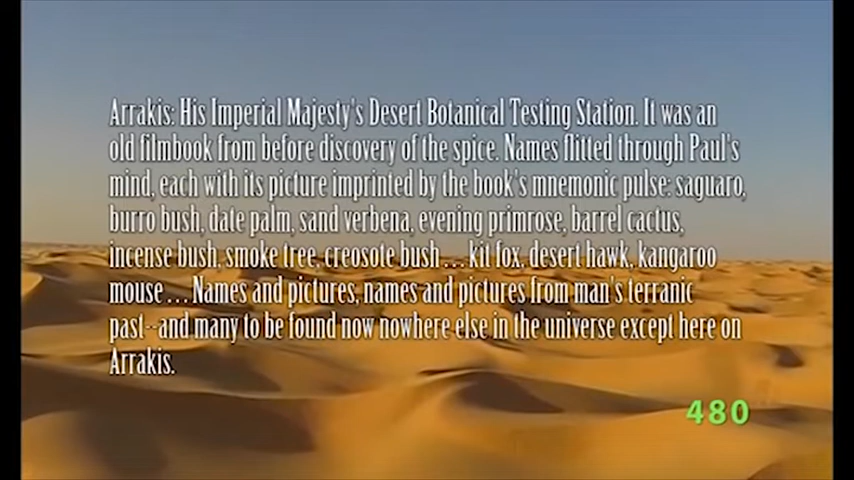 Arrakis: His Imperial Majesty's Desert Botanical Testing Station. It was an
old filmbook from before discovery of the spice. Names flitted through Paul's
mind, each with its picture imprinted by the book's mnemonic pulse: saguaro,
burro bush, date palm, sand verbena, evening primrose, barrel cactus,
incense bush, smoke tree, creosote bush . . . kit fox, desert hawk, kangaroo
mouse . . . Names and pictures, names and pictures from man's terranic
past--and many to be found now nowhere else in the universe except here on
Arrakis.
480